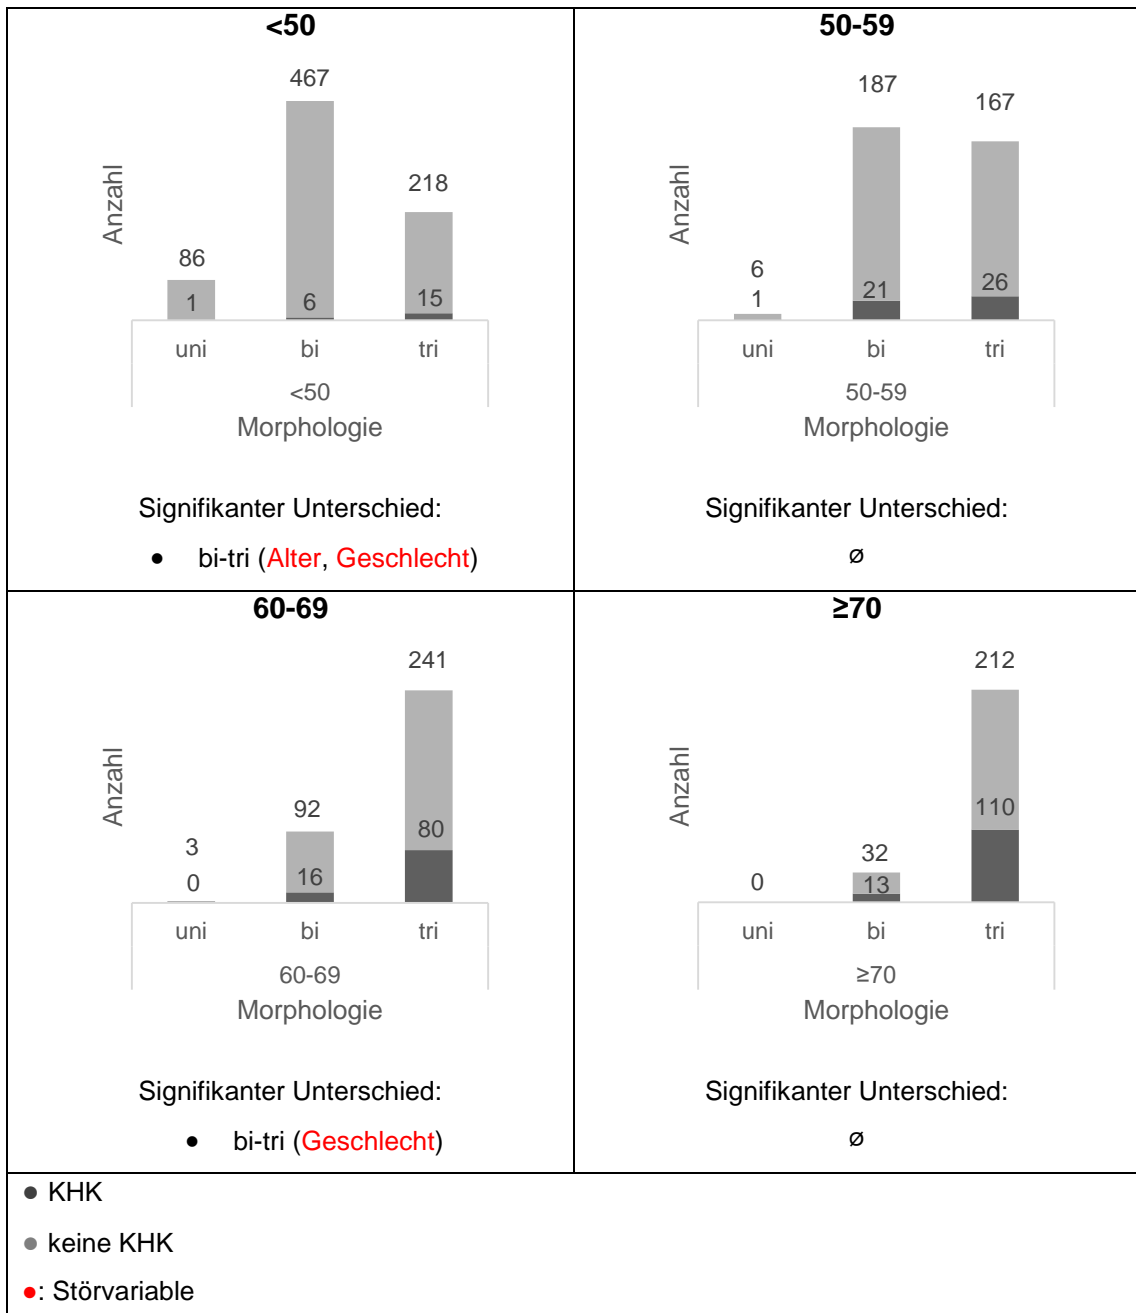 <50
467
218
86
1
6
15
Anzahl
uni bi tri
<50
Morphologie
Signifikanter Unterschied:
● bi-tri (Alter, Geschlecht)
50-59
187
167
6
1
21
26
Anzahl
uni bi tri
50-59
Morphologie
Signifikanter Unterschied:
ø
60-69
241
92
3
0
16
80
Anzahl
uni bi tri
60-69
Morphologie
Signifikanter Unterschied:
● bi-tri (Geschlecht)
≥70
212
110
32
0
13
Anzahl
uni bi tri
≥70
Morphologie
Signifikanter Unterschied:
ø
● KHK
● keine KHK
●: Störvariable